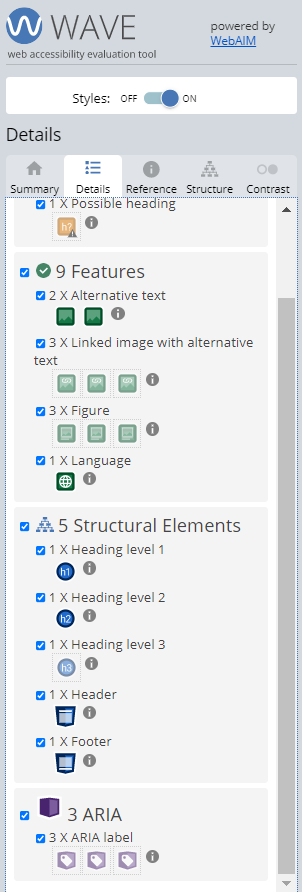 WAVE
web accessibility evaluation tool
powered by
WebAIM
Styles: OFF ON
Details
Summary Details Reference Structure Contrast
1 X Possible heading
h?
9 Features
2 X Alternative text
3 X Linked image with alternative
text
3 X Figure
1 X Language
5 Structural Elements
1 X Heading level 1
h1
1 X Heading level 2
h2
1 X Heading level 3
h3
1 X Header
1 X Footer
3 ARIA
3 X ARIA label